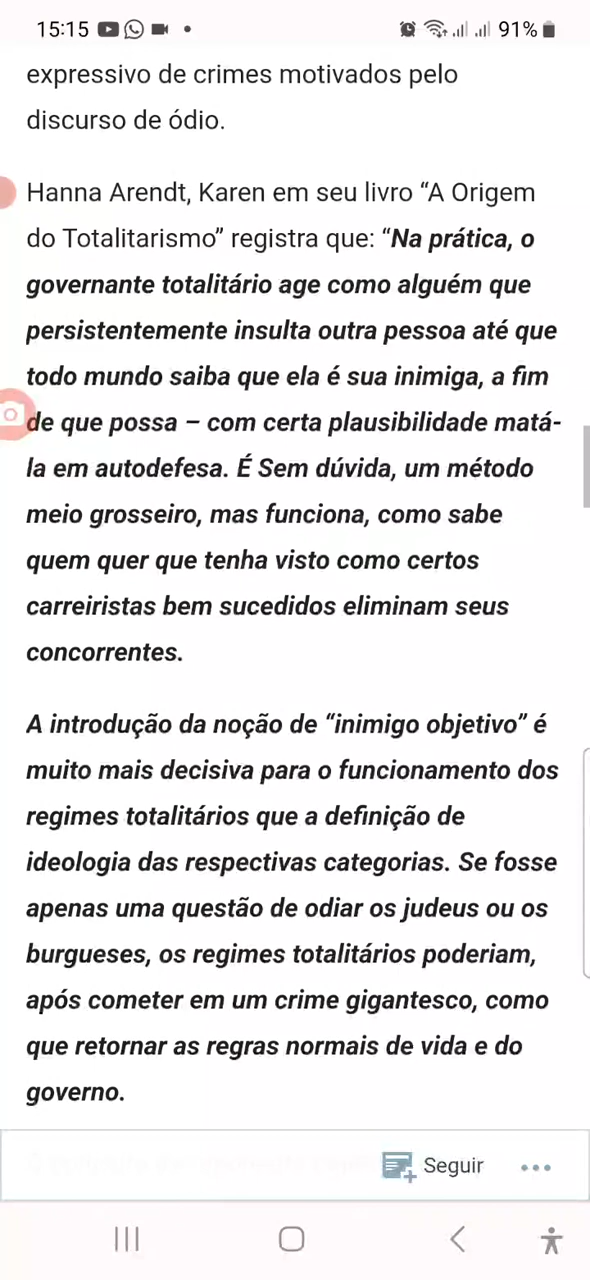 15:15 91%
expressivo de crimes motivados pelo
discurso de ódio.
Hanna Arendt, Karen em seu livro “A Origem
do Totalitarismo” registra que: “Na prática, o
governante totalitário age como alguém que
persistentemente insulta outra pessoa até que
todo mundo saiba que ela é sua inimiga, a fim
de que possa – com certa plausibilidade matá-
la em autodefesa. É Sem dúvida, um método
meio grosseiro, mas funciona, como sabe
quem quer que tenha visto como certos
carreiristas bem sucedidos eliminam seus
concorrentes.
A introdução da noção de “inimigo objetivo” é
muito mais decisiva para o funcionamento dos
regimes totalitários que a definição de
ideologia das respectivas categorias. Se fosse
apenas uma questão de odiar os judeus ou os
burgueses, os regimes totalitários poderiam,
após cometer em um crime gigantesco, como
que retornar as regras normais de vida e do
governo.
Seguir